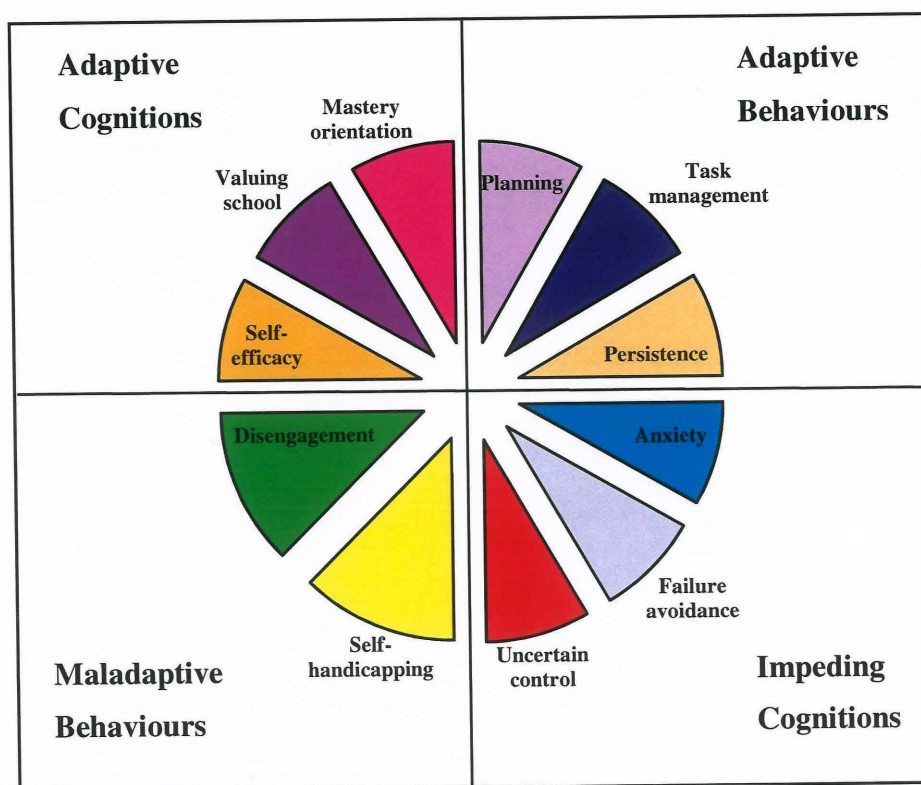 Adaptive
Cognitions
Adaptive
Behaviours
Mastery
orientation
Valuing
school
Self-
efficacy
Planning
Task
management
Persistence
Disengagement
Self-
handicapping
Anxiety
Failure
avoidance
Uncertain
control
Maladaptive
Behaviours
Impeding
Cognitions